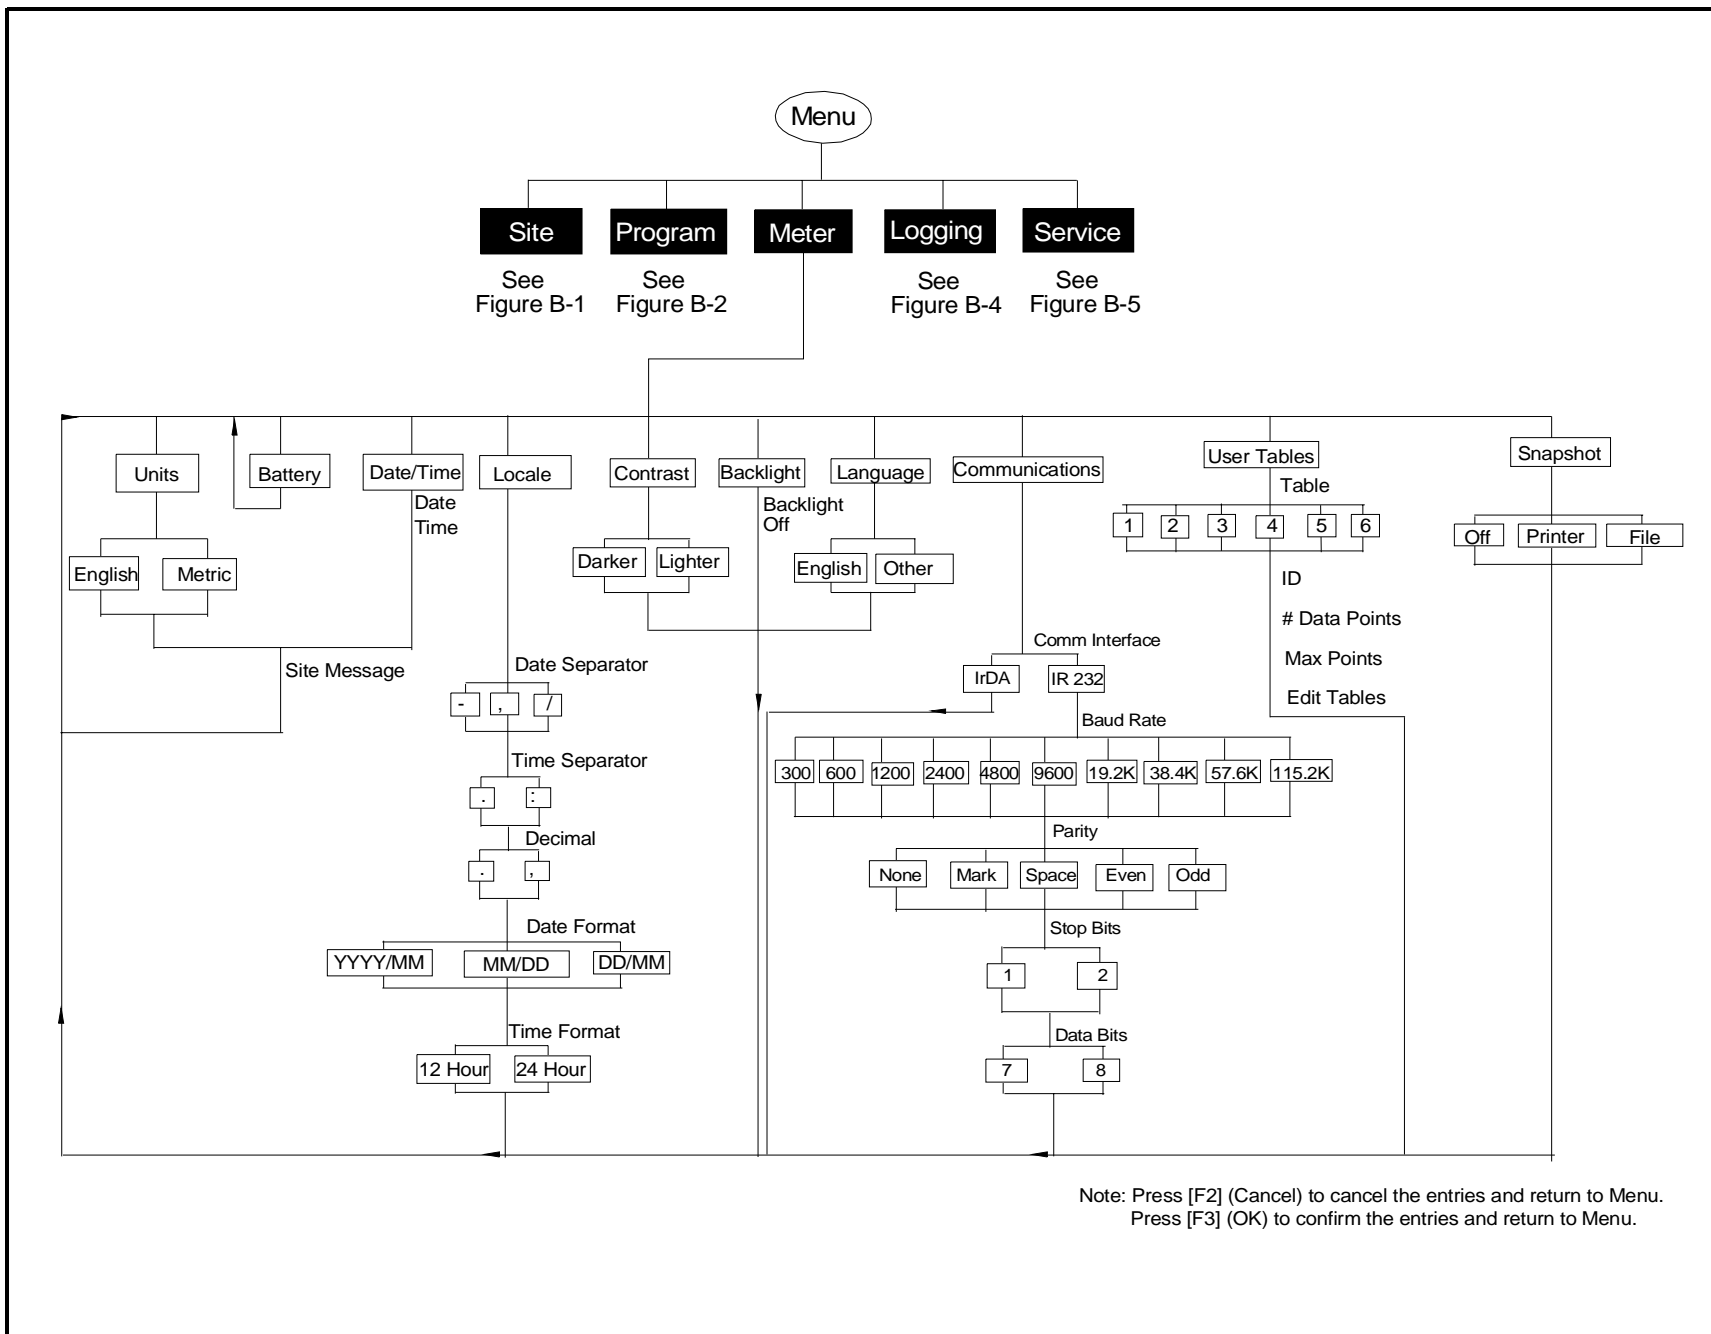 Menu
Site
Program
Meter
Logging
Service
See
Figure B-1
See
Figure B-2
See
Figure B-4
See
Figure B-5
Units
Battery
Date/Time
Locale
Contrast
Backlight
Language
Communications
User Tables
Snapshot
English
Metric
Date
Time
Site Message
Date Separator
- , /
Time Separator
. :
Decimal
. ,
Date Format
YYYY/MM MM/DD DD/MM
Time Format
12 Hour 24 Hour
Darker Lighter
Backlight
Off
English Other
Comm Interface
IrDA IR 232
Baud Rate
300 600 1200 2400 4800 9600 19.2K 38.4K 57.6K 115.2K
Parity
None Mark Space Even Odd
Stop Bits
1 2
Data Bits
7 8
Table
1 2 3 4 5 6
ID
# Data Points
Max Points
Edit Tables
Off Printer File
Note: Press [F2] (Cancel) to cancel the entries and return to Menu.
Press [F3] (OK) to confirm the entries and return to Menu.